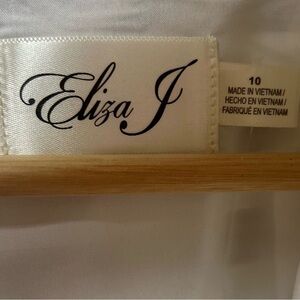 Eliza J
10
MADE IN VIETNAM /
HECHO EN VIETNAM /
FABRIQUÉ EN VIETNAM